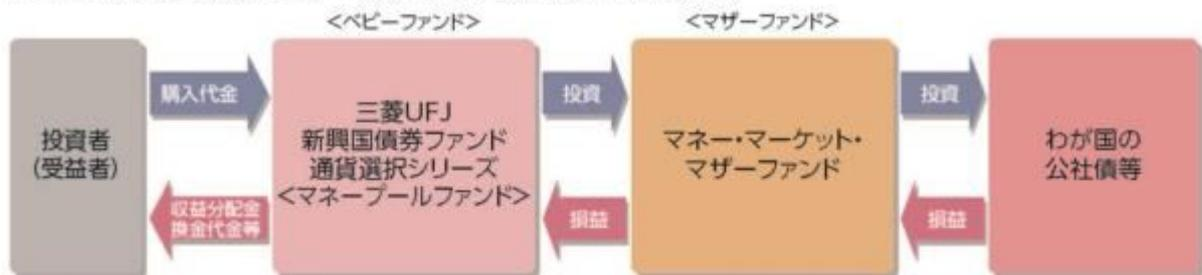 <ベビーファンド>
<マザーファンド>
投資者
(受益者)
購入代金
収益分配金
換金代金等
三菱UFJ
新興国債券ファンド
通貨選択シリーズ
<マネープールファンド>
投資
損益
マネー・マーケット・
マザーファンド
投資
損益
わが国の
公社債等